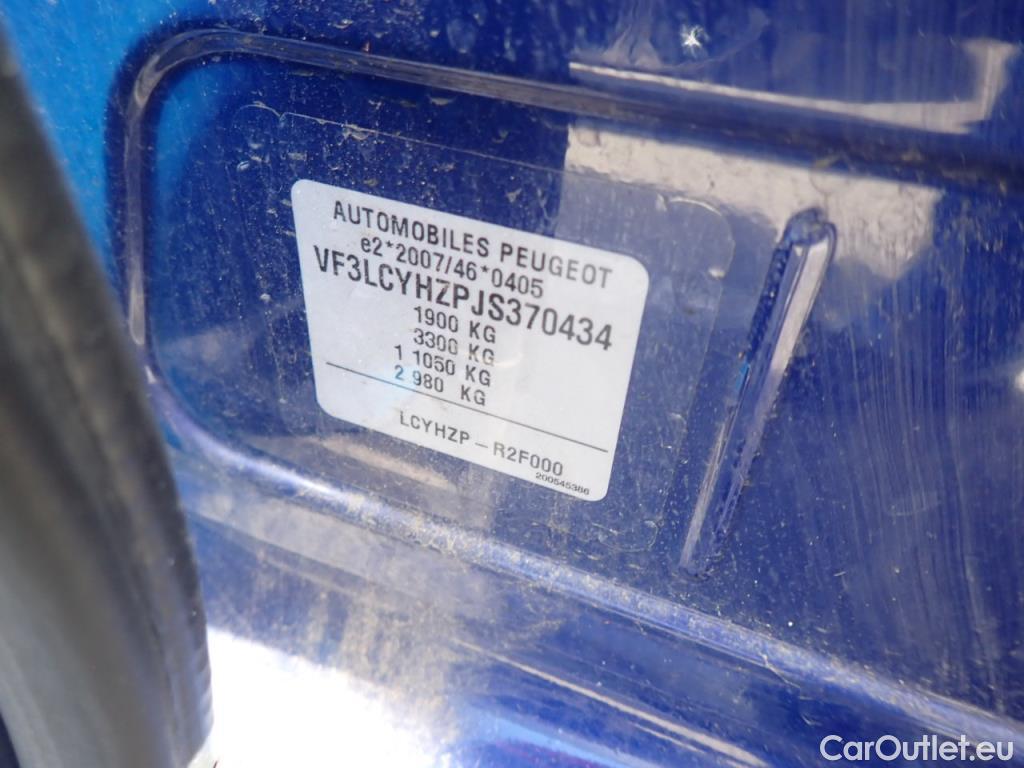 AUTOMOBILES PEUGEOT
e2*2007/46*0405
VF3LCYHZPJS370434
1900 KG
3300 KG
1 1050 KG
2 980 KG
LCYHZP – R2F000
200545386
CarOutlet.eu